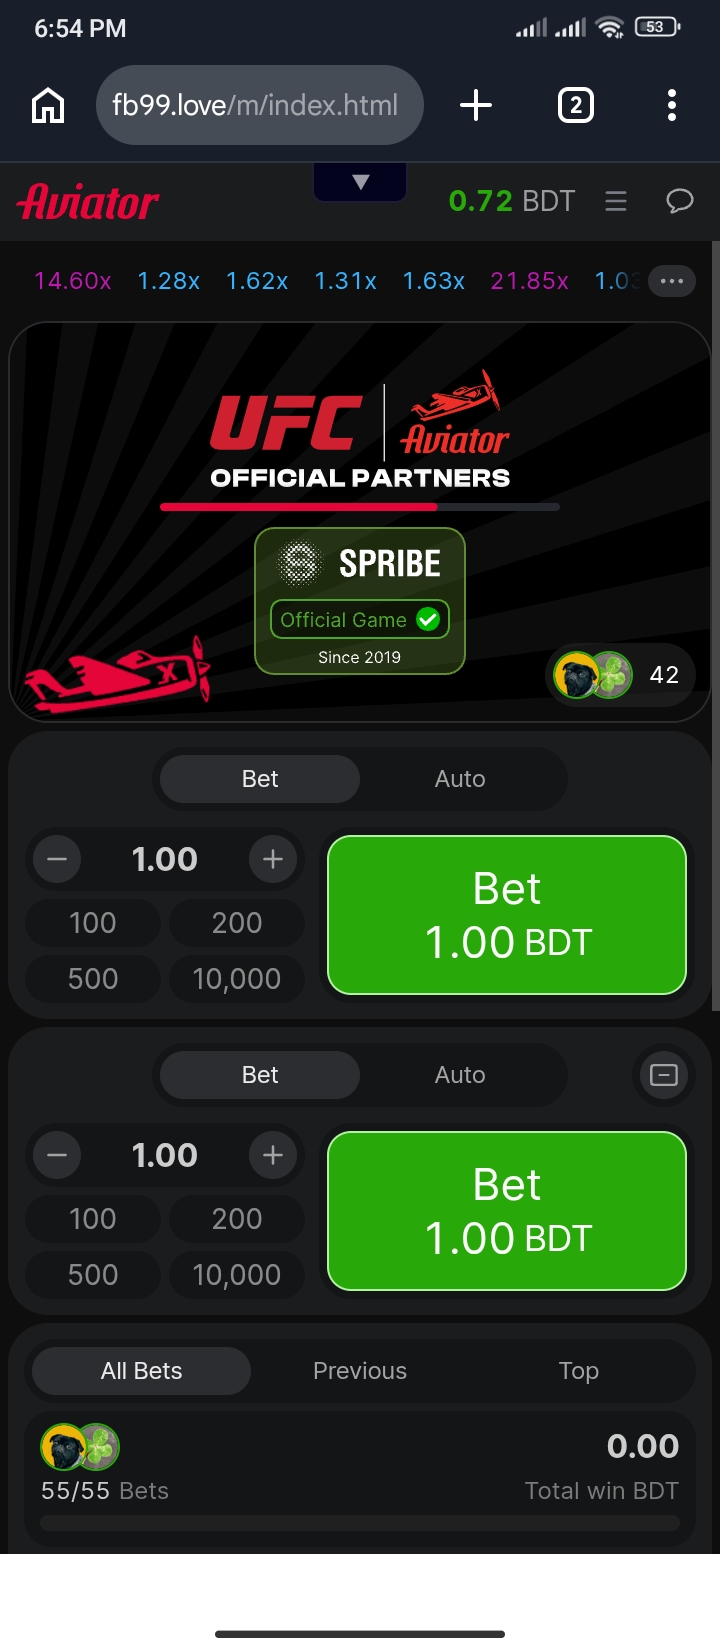 6:54 PM
53
fb99.love/m/index.html
2
Aviator
0.72 BDT
14.60x 1.28x 1.62x 1.31x 1.63x 21.85x 1.03
UFC Aviator
OFFICIAL PARTNERS
SPRIBE
Official Game
Since 2019
X
42
Bet Auto
1.00
100 200
500 10,000
Bet
1.00 BDT
Bet Auto
1.00
100 200
500 10,000
Bet
1.00 BDT
All Bets Previous Top
0.00
55/55 Bets Total win BDT